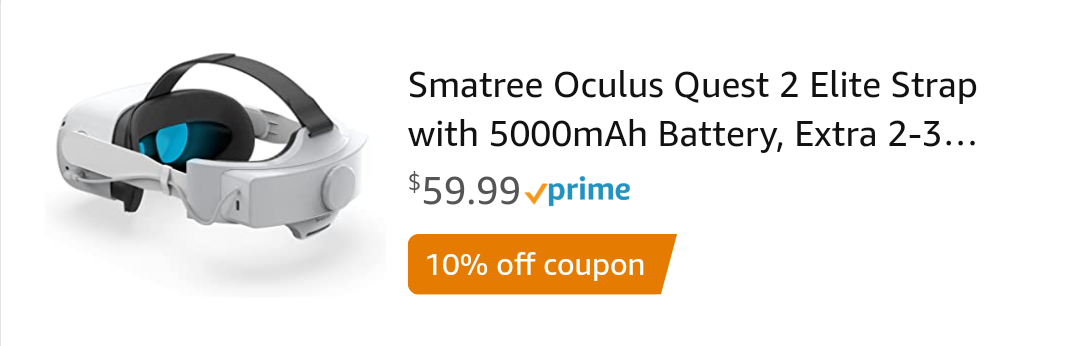 Smatree Oculus Quest 2 Elite Strap
with 5000mAh Battery, Extra 2-3...
$59.99 prime
10% off coupon